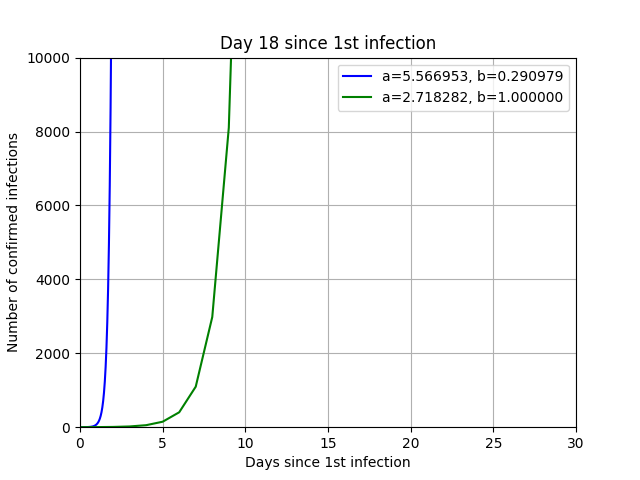 Day 18 since 1st infection
a=5.566953, b=0.290979
a=2.718282, b=1.000000
Number of confirmed infections
10000
8000
6000
4000
2000
0
0 5 10 15 20 25 30
Days since 1st infection